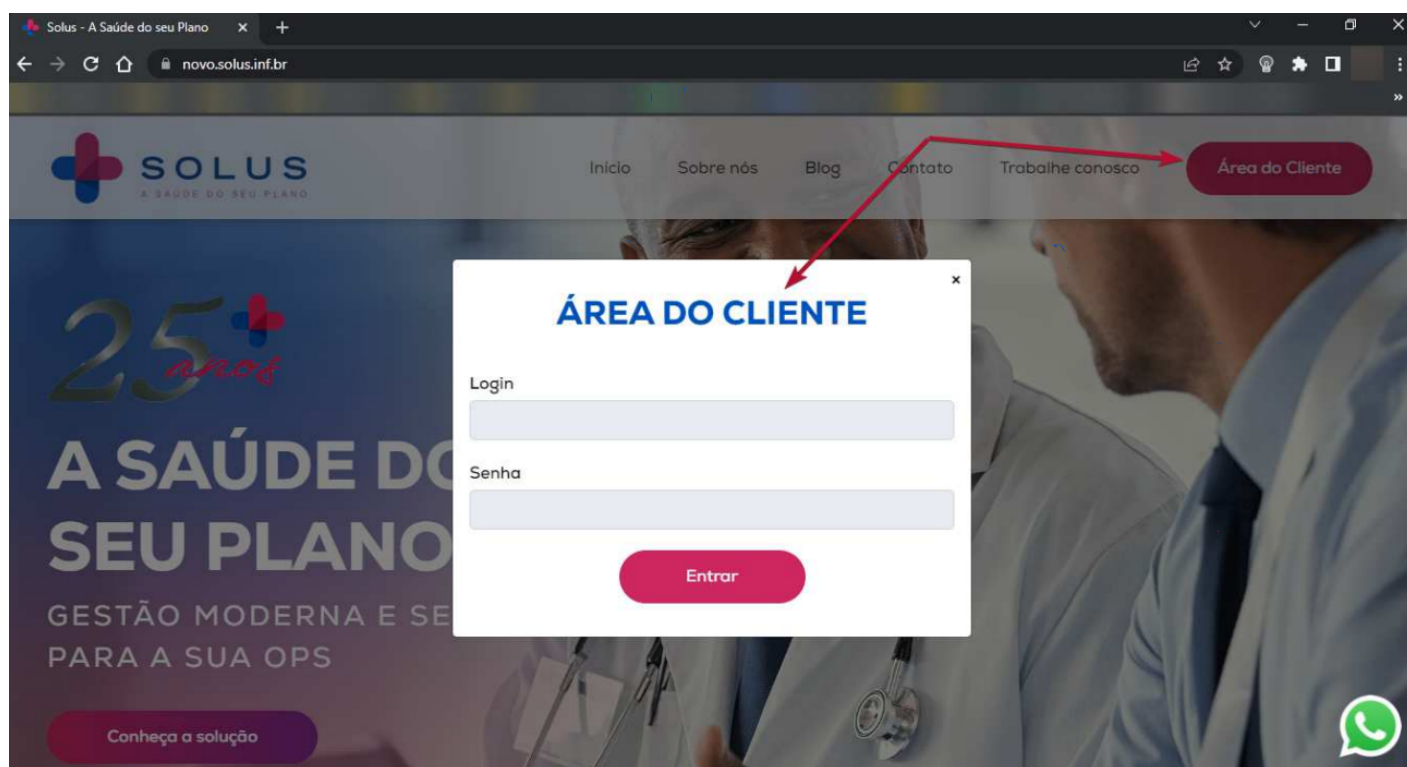 Solus - A Saúde do seu Plano
novo.solus.inf.br
SOLUS
A SAÚDE DO SEU PLANO
Início Sobre nós Blog Contato Trabalhe conosco Área do Cliente
ÁREA DO CLIENTE
Login
Senha
Entrar
25
anos
A SAÚDE DO
SEU PLANO
GESTÃO MODERNA E SE
PARA A SUA OPS
Conheça a solução